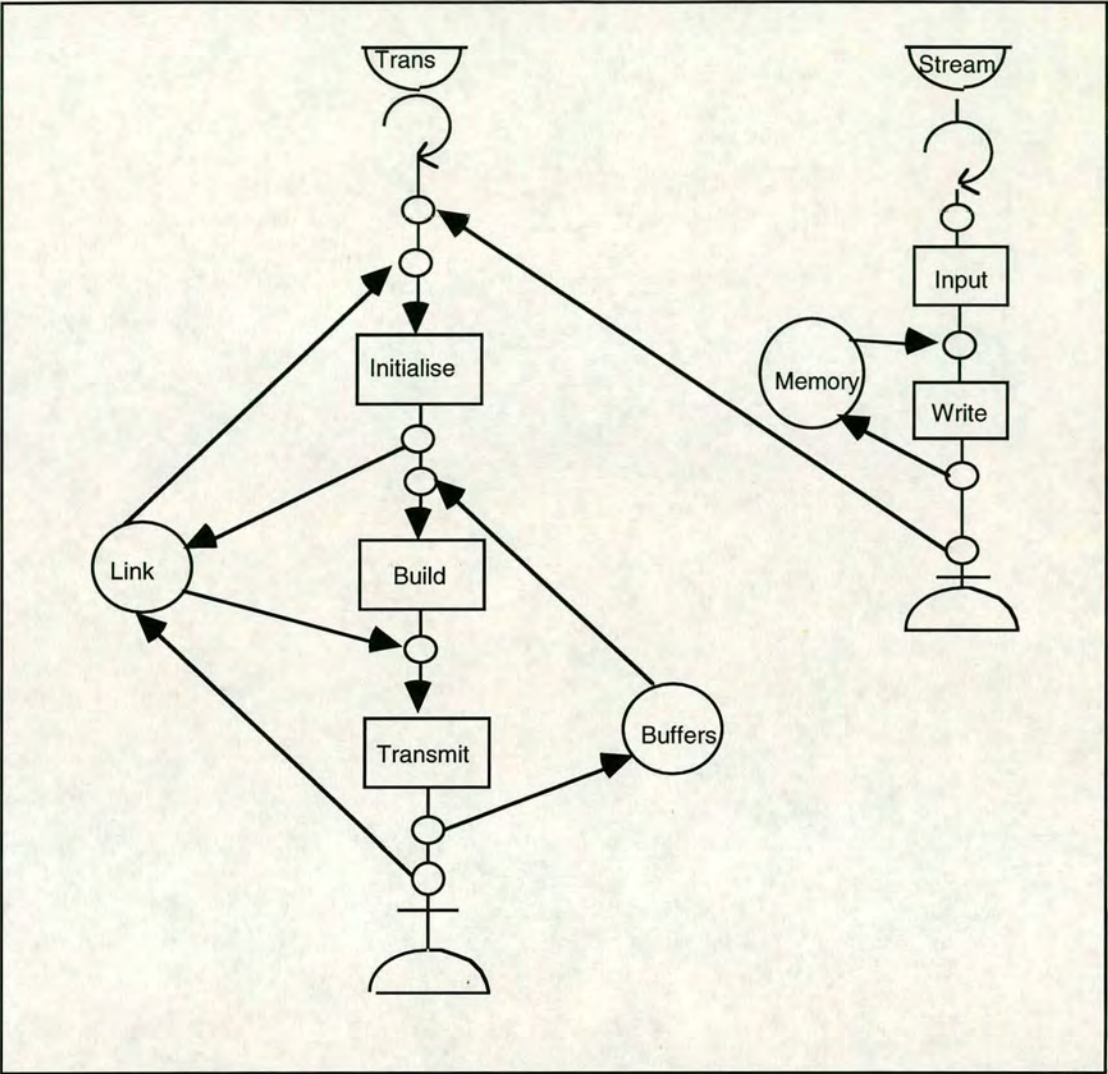 Trans
Stream
Input
Initialise
Memory
Write
Link
Build
Buffers
Transmit